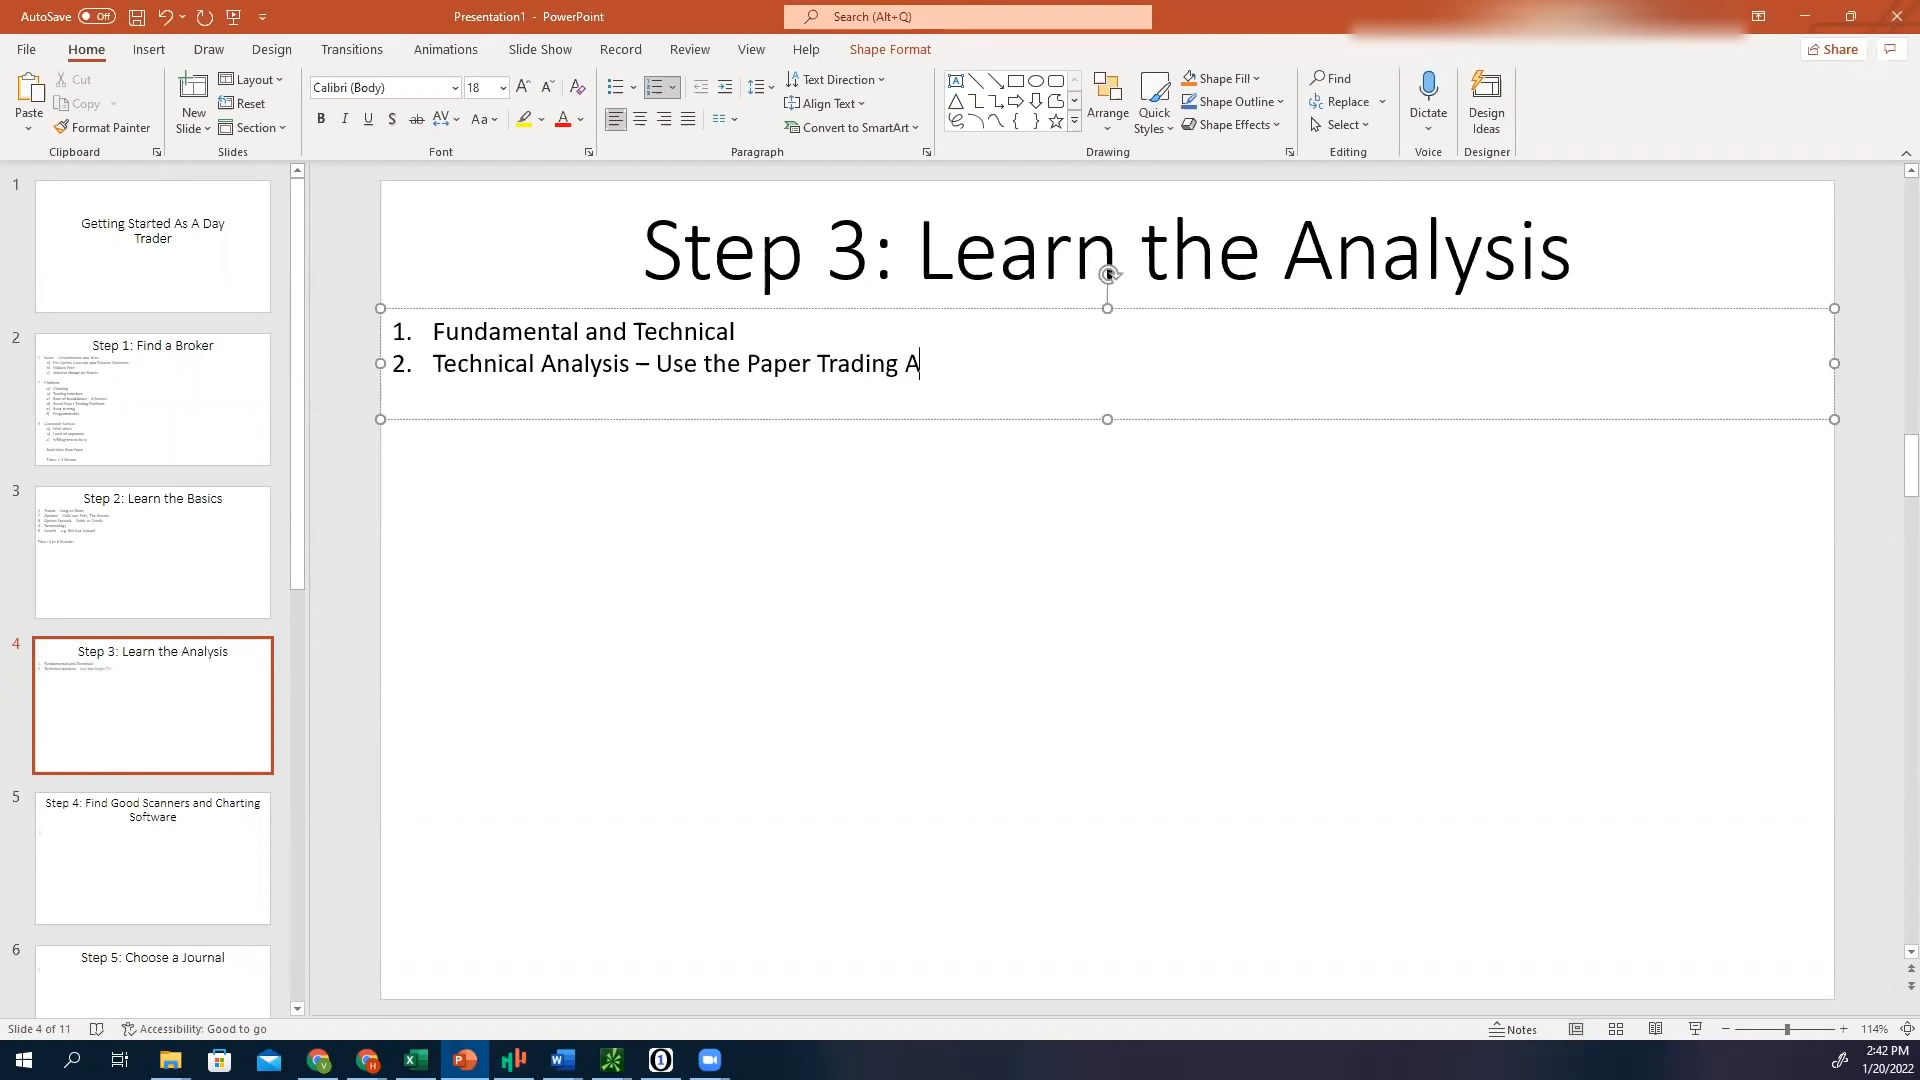 AutoSave Off
Presentation1 - PowerPoint
Search (Alt+Q)
File Home Insert Draw Design Transitions Animations Slide Show Record Review View Help Shape Format
Share
Paste
Cut
Copy
Format Painter
Clipboard
New Slide
Layout
Reset
Section
Slides
Calibri (Body) 18
Font
Text Direction
Align Text
Convert to SmartArt
Paragraph
Arrange
Quick Styles
Shape Fill
Shape Outline
Shape Effects
Drawing
Find
Replace
Select
Editing
Dictate
Voice
Design Ideas
Designer
1
Getting Started As A Day
Trader
2
Step 1: Find a Broker
3
Step 2: Learn the Basics
4
Step 3: Learn the Analysis
5
Step 4: Find Good Scanners and Charting
Software
6
Step 5: Choose a Journal
Step 3: Learn the Analysis
1. Fundamental and Technical
2. Technical Analysis – Use the Paper Trading A
Slide 4 of 11
Accessibility: Good to go
Notes
114%
2:42 PM
1/20/2022